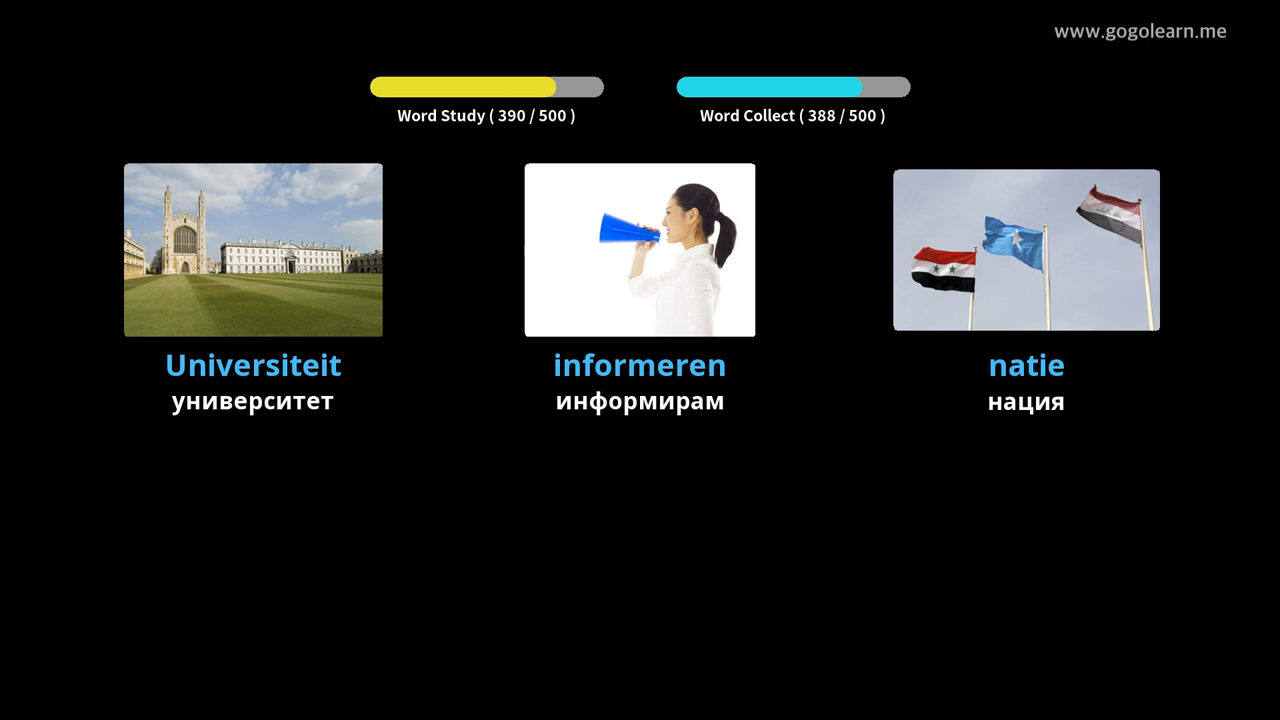 www.gogolearn.me
Word Study ( 390 / 500 )
Word Collect ( 388 / 500 )
Universiteit
университет
informeren
информирам
natie
нация